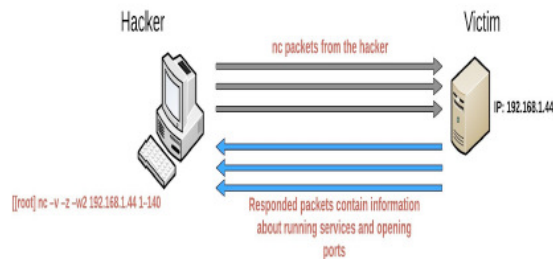 Hacker
Victim
nc packets from the hacker
IP: 192.168.1.44
[[root] nc –v –z –w2 192.168.1.44 1-140
Responded packets contain information
about running services and opening
ports